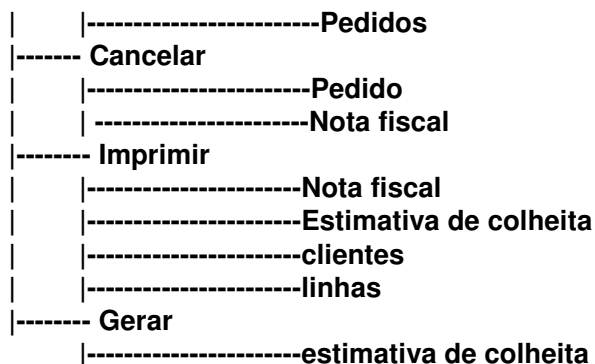 |        |-------------------------Pedidos
|------- Cancelar
|        |------------------------Pedido
|        | -----------------------Nota fiscal
|-------- Imprimir
|        |-----------------------Nota fiscal
|        |-----------------------Estimativa de colheita
|        |-----------------------clientes
|        |-----------------------linhas
|-------- Gerar
         |-----------------------estimativa de colheita